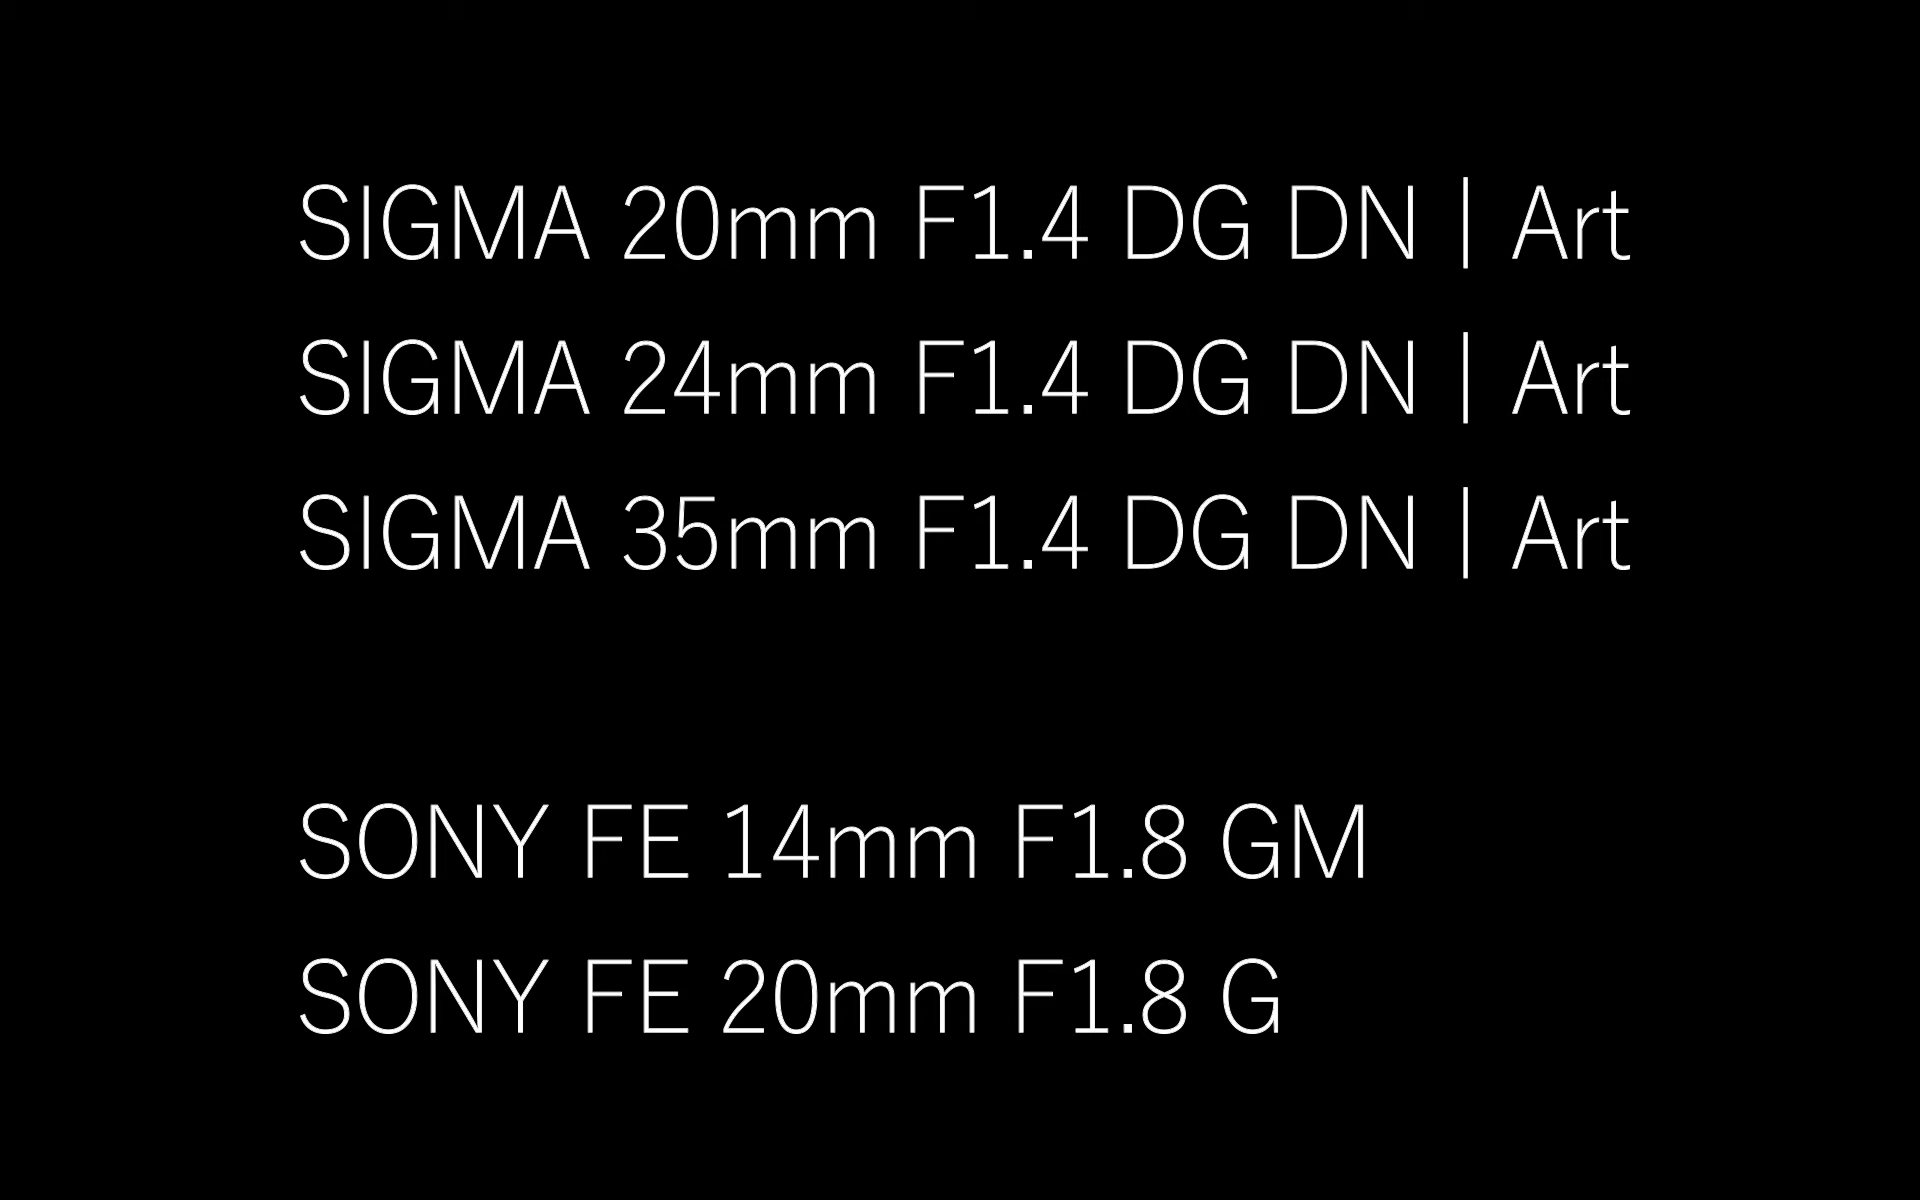 SIGMA 20mm F1.4 DG DN | Art
SIGMA 24mm F1.4 DG DN | Art
SIGMA 35mm F1.4 DG DN | Art
SONY FE 14mm F1.8 GM
SONY FE 20mm F1.8 G